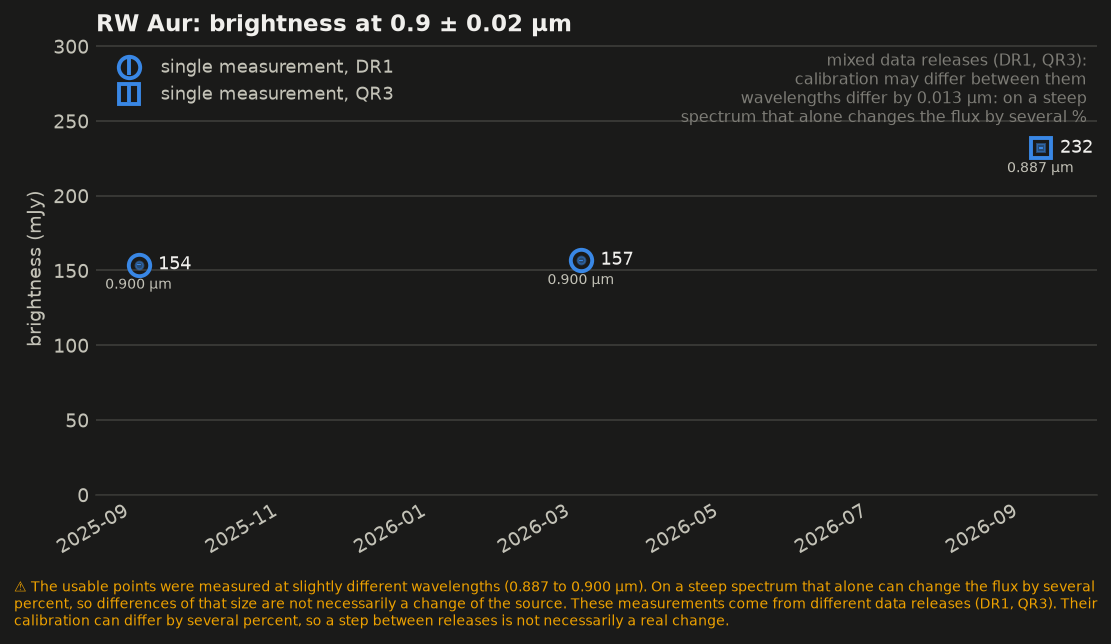 RW Aur: brightness at 0.9 ± 0.02 µm
300
single measurement, DR1
single measurement, QR3
mixed data releases (DR1, QR3):
calibration may differ between them
wavelengths differ by 0.013 µm: on a steep
spectrum that alone changes the flux by several %
250
232
0.887 µm
200
brightness (mJy)
154
0.900 µm
157
0.900 µm
150
100
50
0
2025-09
2025-11
2026-01
2026-03
2026-05
2026-07
2026-09
⚠ The usable points were measured at slightly different wavelengths (0.887 to 0.900 µm). On a steep spectrum that alone can change the flux by several
percent, so differences of that size are not necessarily a change of the source. These measurements come from different data releases (DR1, QR3). Their
calibration can differ by several percent, so a step between releases is not necessarily a real change.